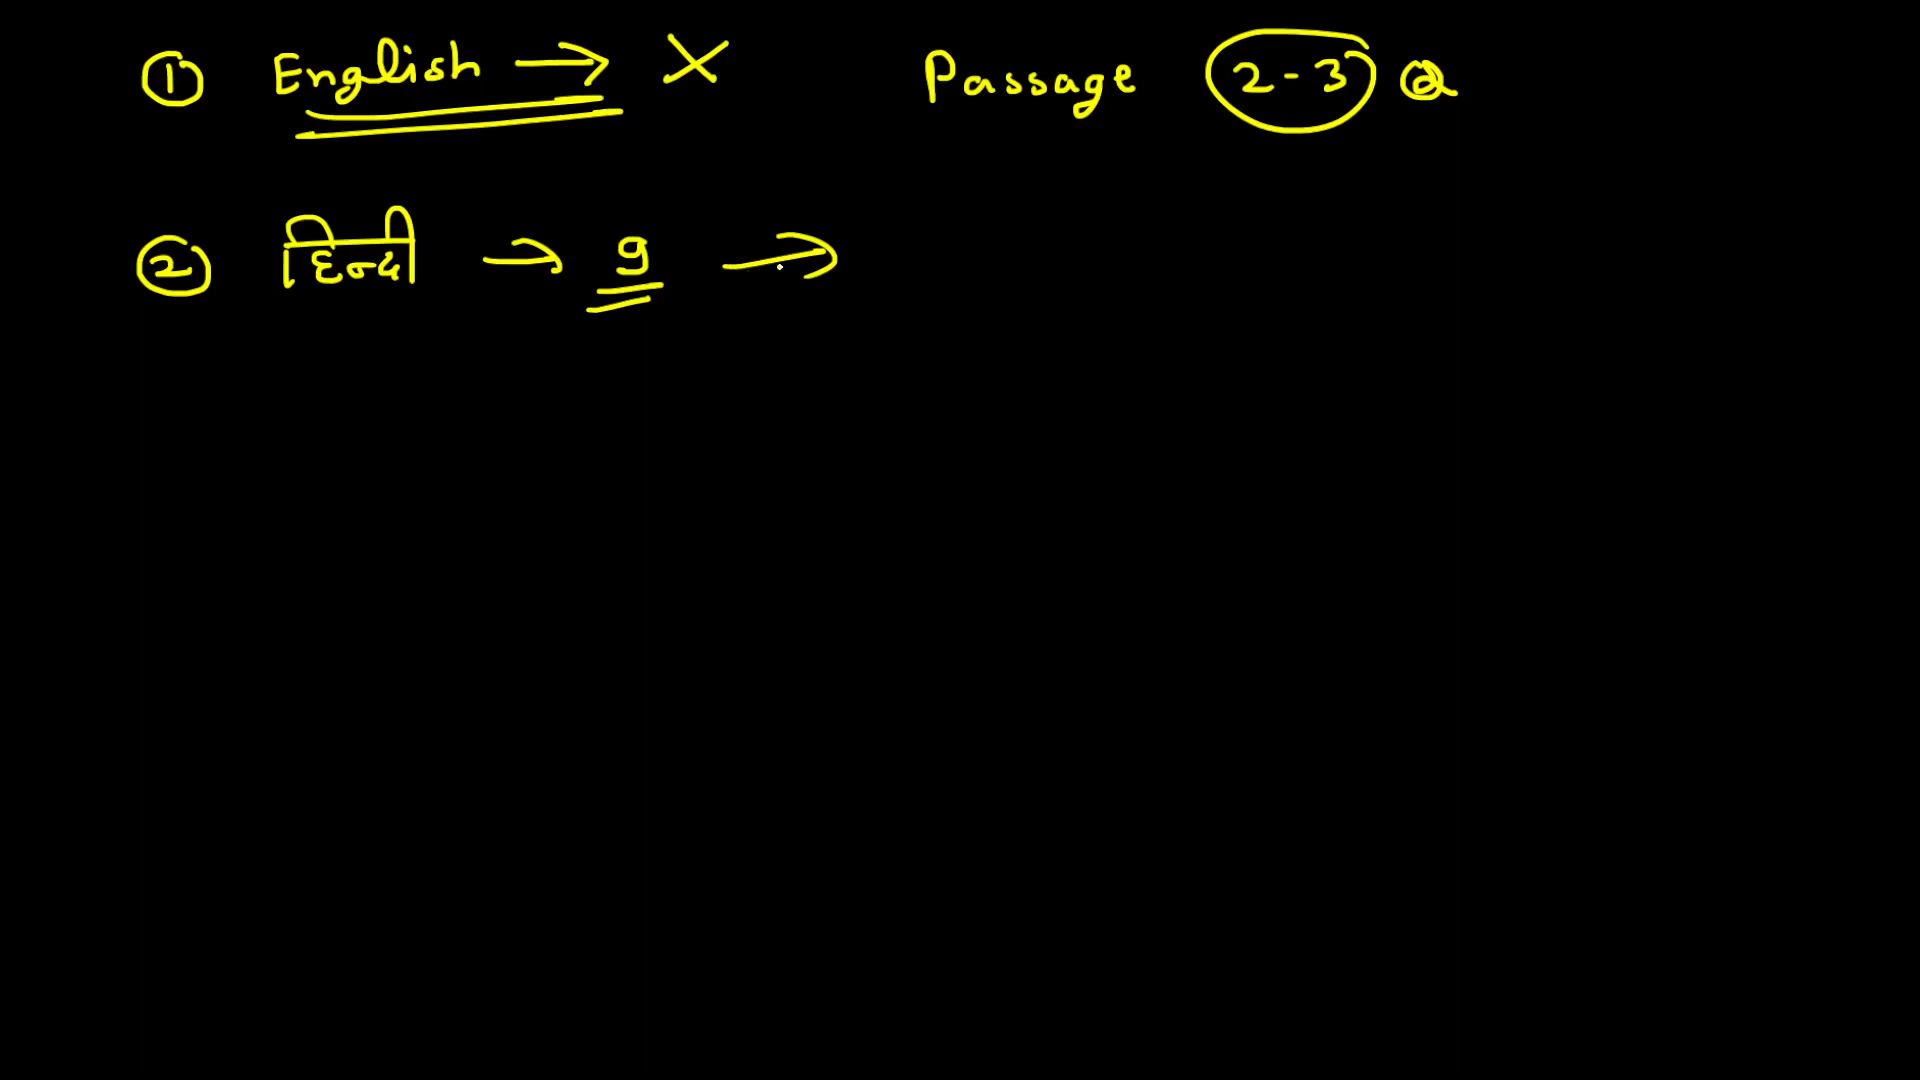 ① English → X Passage 2-3 Q
② हिन्दी → 9 →